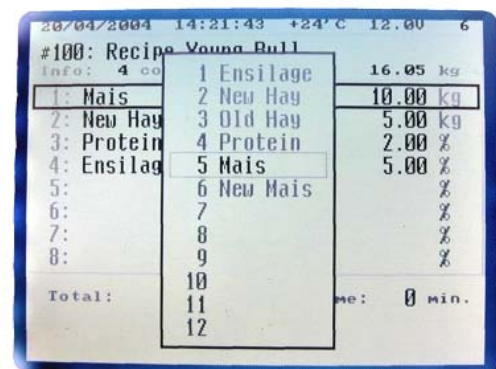 20/04/2004 14:21:43 +24°C 12.0V 6
#100: Recipe Young Bull
Info: 4 co 16.05 kg
1: Mais 10.00 kg
2: New Hay 5.00 kg
3: Protein 2.00 %
4: Ensilag 5.00 %
5: %
6: %
7: %
8: %
Total: me: 0 min.
1 Ensilage
2 New Hay
3 Old Hay
4 Protein
5 Mais
6 New Mais
7
8
9
10
11
12